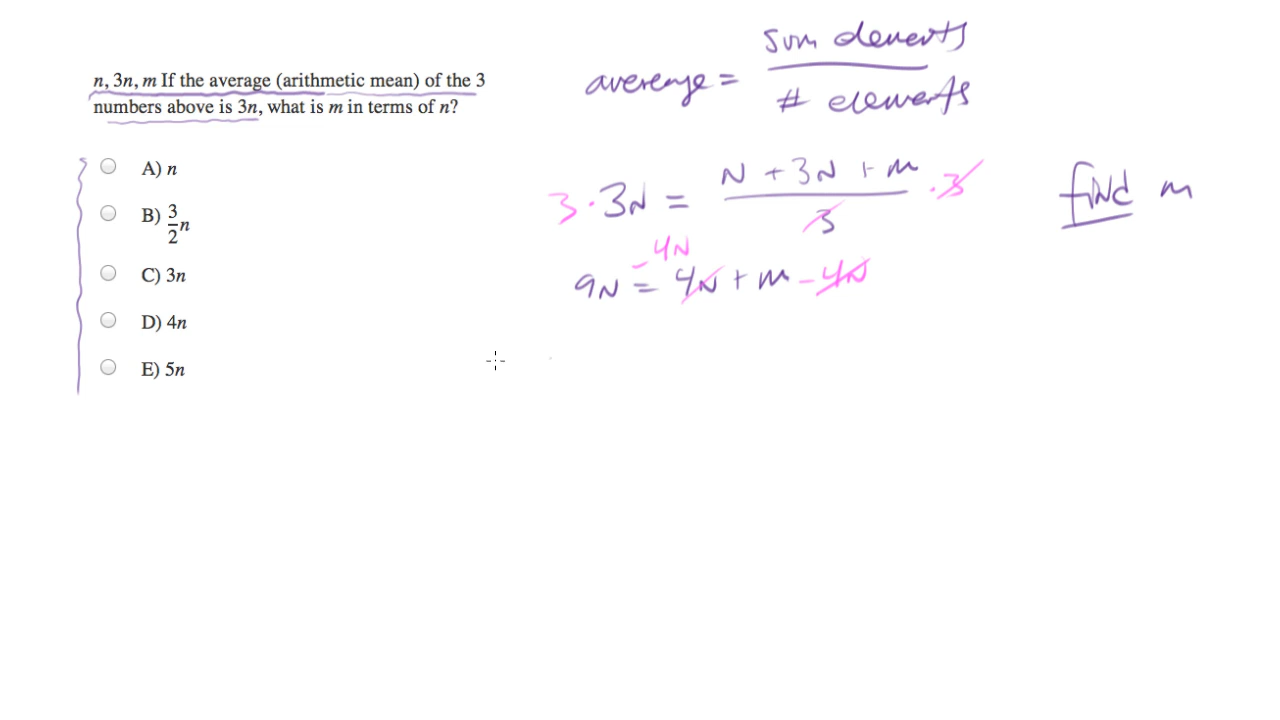 n, 3n, m If the average (arithmetic mean) of the 3
numbers above is 3n, what is m in terms of n?
A) n
B) 3/2 n
C) 3n
D) 4n
E) 5n
average = sum elements / # elements
3 · 3N = N + 3N + m / 3 · 3
find m
-4N
9N = 4N + m - 4N